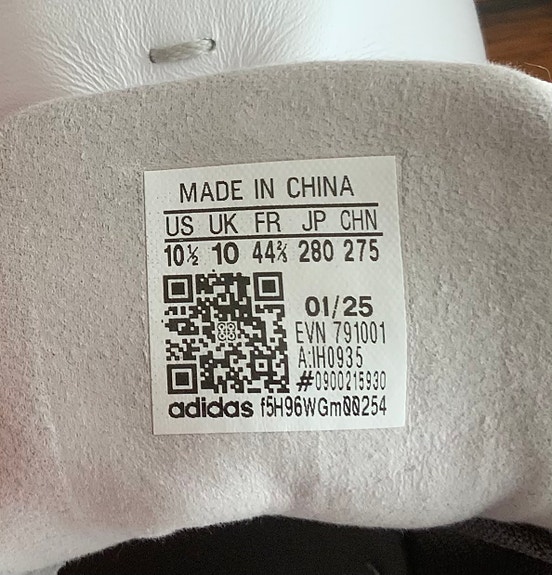 MADE IN CHINA
US UK FR JP CHN
10½ 10 44⅔ 280 275
01/25
EVN 791001
A:IH0935
#0900215930
adidas f5H96WGm00254